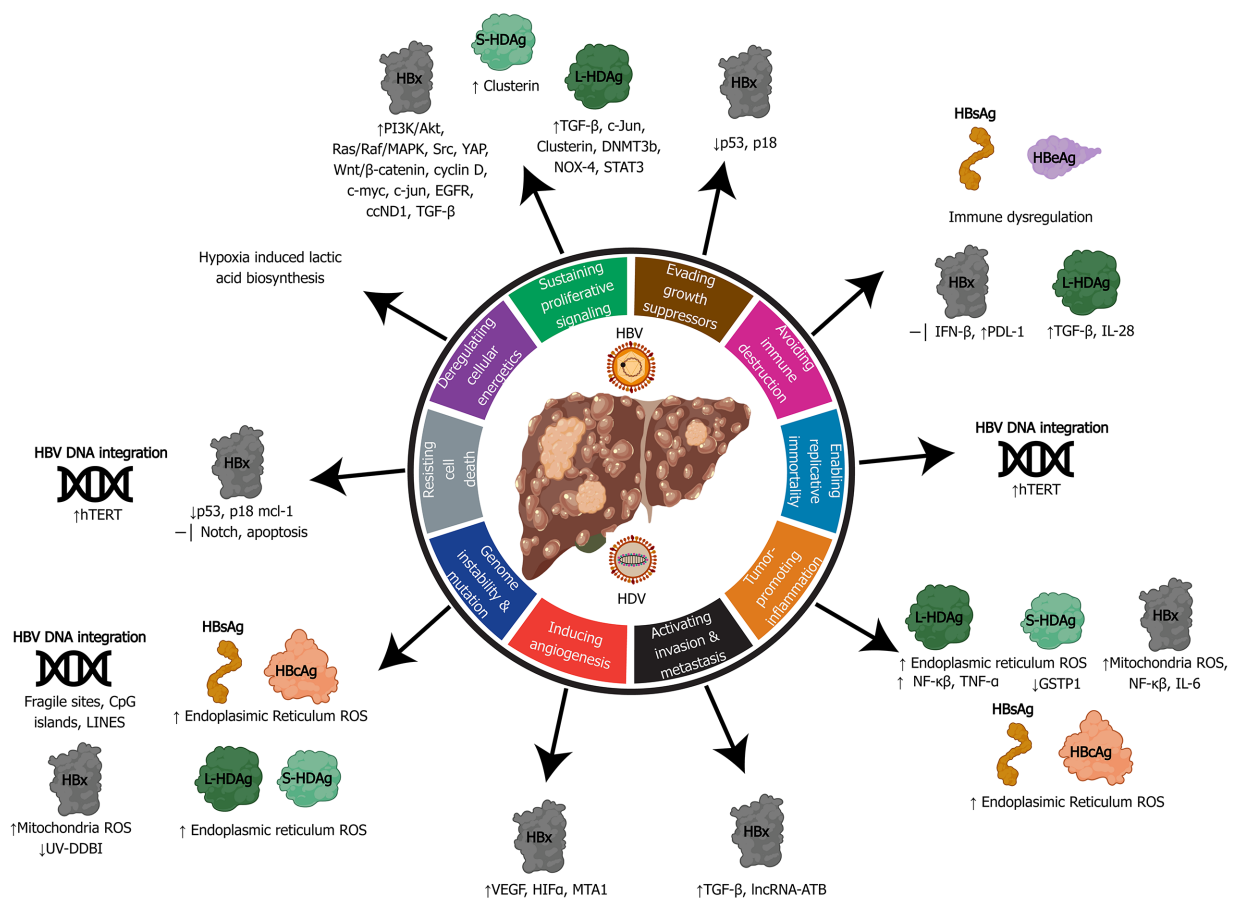 S-HDAg
↑ Clusterin
HBx
↑PI3K/Akt,
Ras/Raf/MAPK, Src, YAP,
Wnt/β-catenin, cyclin D,
c-myc, c-jun, EGFR,
ccND1, TGF-β
L-HDAg
↑TGF-β, c-Jun,
Clusterin, DNMT3b,
NOX-4, STAT3
HBx
↓p53, p18
HBsAg
HBeAg
Immune dysregulation
HBx
—| IFN-β, ↑PDL-1
L-HDAg
↑TGF-β, IL-28
Hypoxia induced lactic
acid biosynthesis
Sustaining
proliferative
signaling
Evading
growth
suppressors
Deregulatiing
cellular
energetics
Avoiding
immune
destruction
HBV
Resisting
cell
death
Enabling
replicative
immortality
HBV DNA integration
↑hTERT
HBx
↓p53, p18 mcl-1
—| Notch, apoptosis
HBV DNA integration
↑hTERT
Genome
instability &
mutation
Tumor-
promoting
inflammation
HDV
Inducing
angiogenesis
Activating
invasion &
metastasis
HBV DNA integration
Fragile sites, CpG
islands, LINES
HBsAg
HBcAg
↑ Endoplasimic Reticulum ROS
HBx
↑Mitochondria ROS
↓UV-DDBI
L-HDAg
S-HDAg
↑ Endoplasmic reticulum ROS
L-HDAg
S-HDAg
↑ Endoplasmic reticulum ROS
↑ NF-κβ, TNF-α
↓GSTP1
HBx
↑Mitochondria ROS,
NF-κβ, IL-6
HBsAg
HBcAg
↑ Endoplasimic Reticulum ROS
HBx
↑VEGF, HIFα, MTA1
HBx
↑TGF-β, lncRNA-ATB